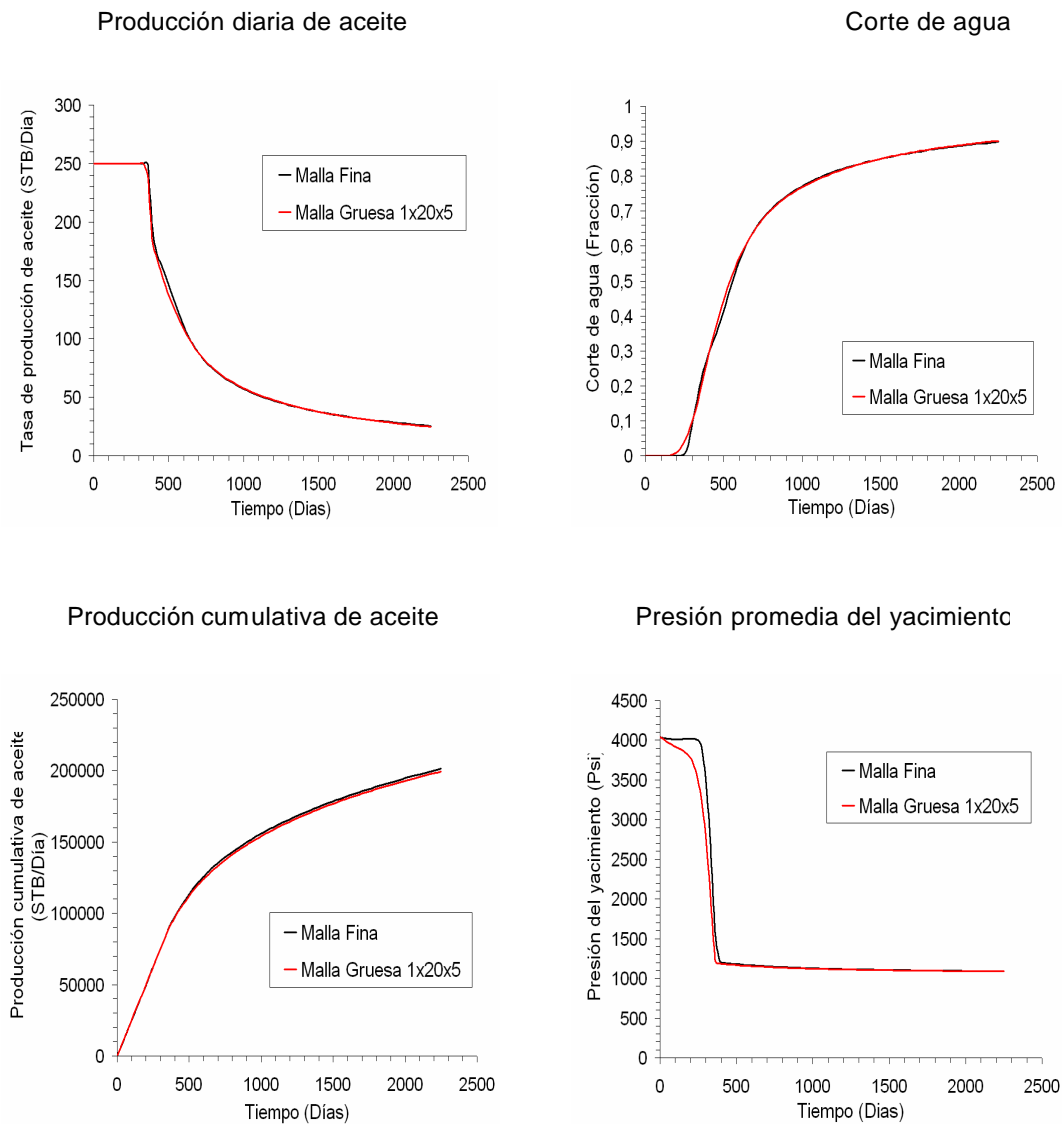 Producción diaria de aceite
Corte de agua
Tasa de producción de aceite (STB/Dia)
300
250
200
150
100
50
0
0
500
1000
1500
2000
2500
Tiempo (Dias)
Malla Fina
Malla Gruesa 1x20x5
Corte de agua (Fracción)
1
0,9
0,8
0,7
0,6
0,5
0,4
0,3
0,2
0,1
0
0
500
1000
1500
2000
2500
Tiempo (Días)
Malla Fina
Malla Gruesa 1x20x5
Producción cumulativa de aceite
Presión promedia del yacimiento
Producción cumulativa de aceite
(STB/Día)
250000
200000
150000
100000
50000
0
0
500
1000
1500
2000
2500
Tiempo (Días)
Malla Fina
Malla Gruesa 1x20x5
Presión del yacimiento (Psi)
4500
4000
3500
3000
2500
2000
1500
1000
500
0
0
500
1000
1500
2000
2500
Tiempo (Días)
Malla Fina
Malla Gruesa 1x20x5